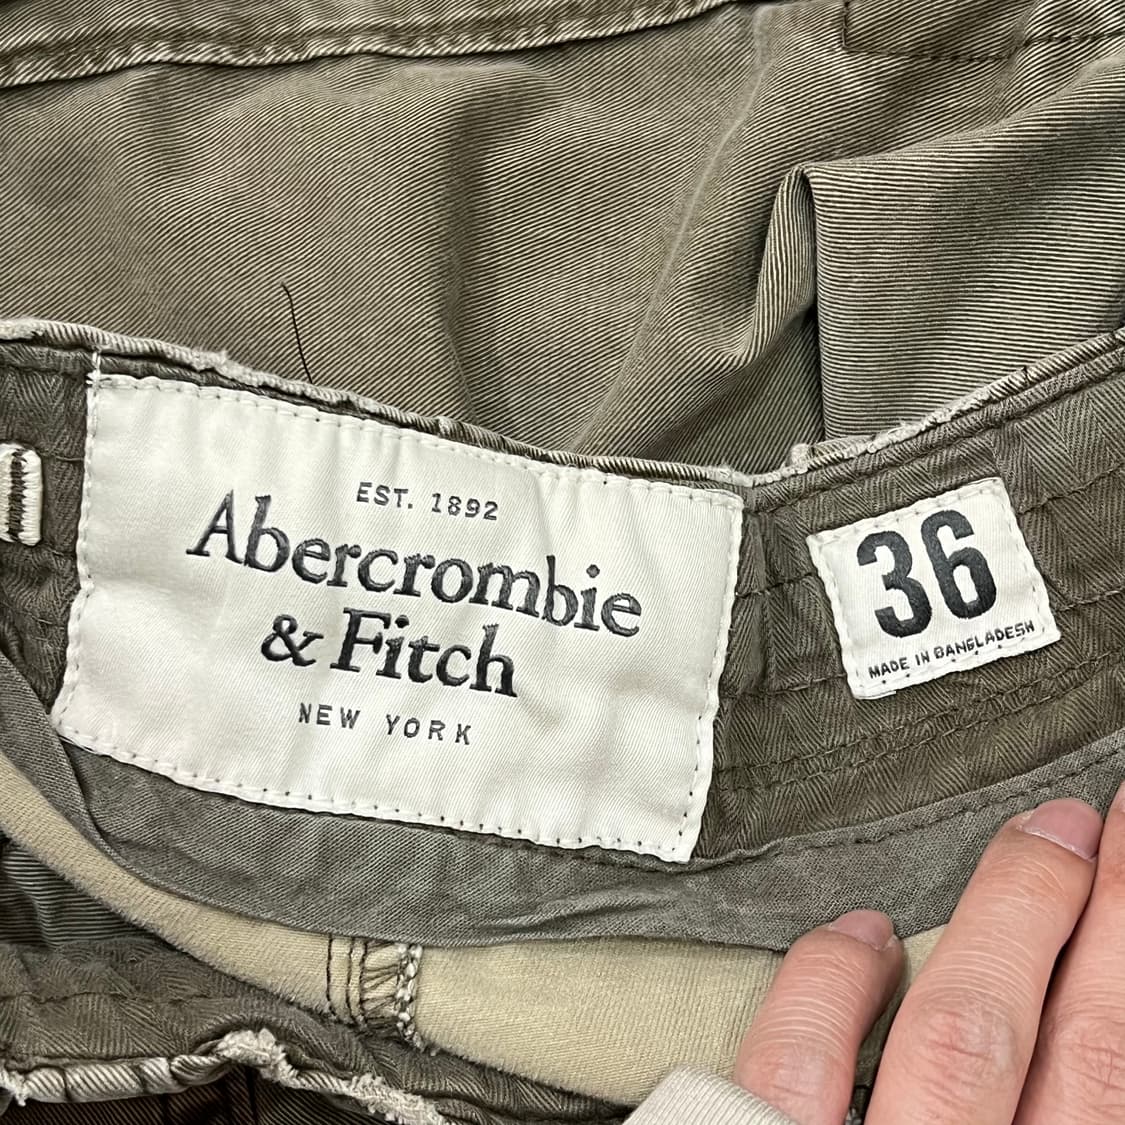 EST. 1892
Abercrombie
& Fitch
NEW YORK
36
MADE IN BANGLADESH